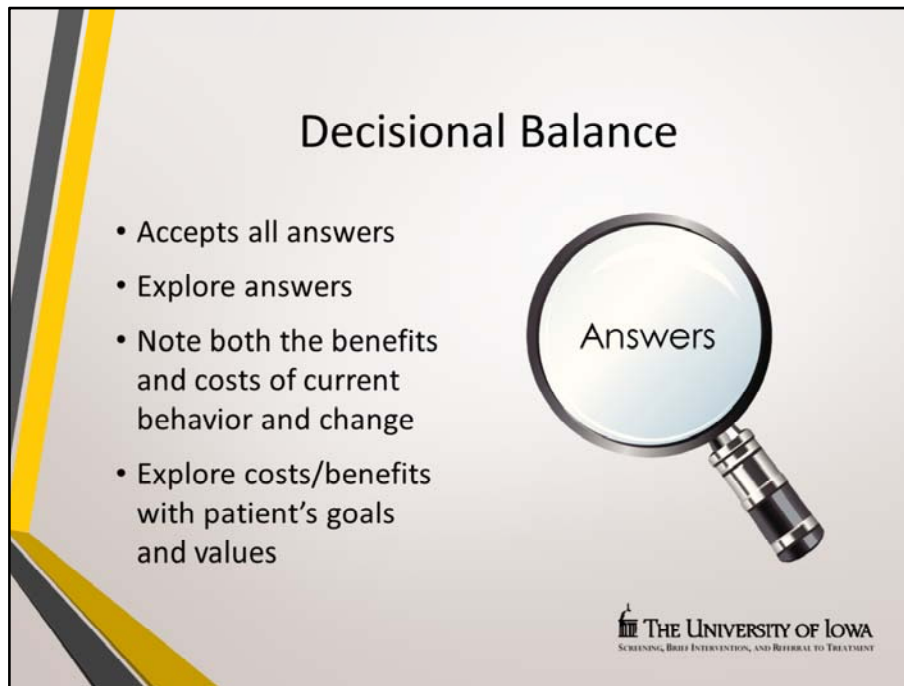 Decisional Balance
• Accepts all answers
• Explore answers
• Note both the benefits
and costs of current
behavior and change
• Explore costs/benefits
with patient's goals
and values
Answers
THE UNIVERSITY OF IOWA
SCREENING, BRIEF INTERVENTION, AND REFERRAL TO TREATMENT